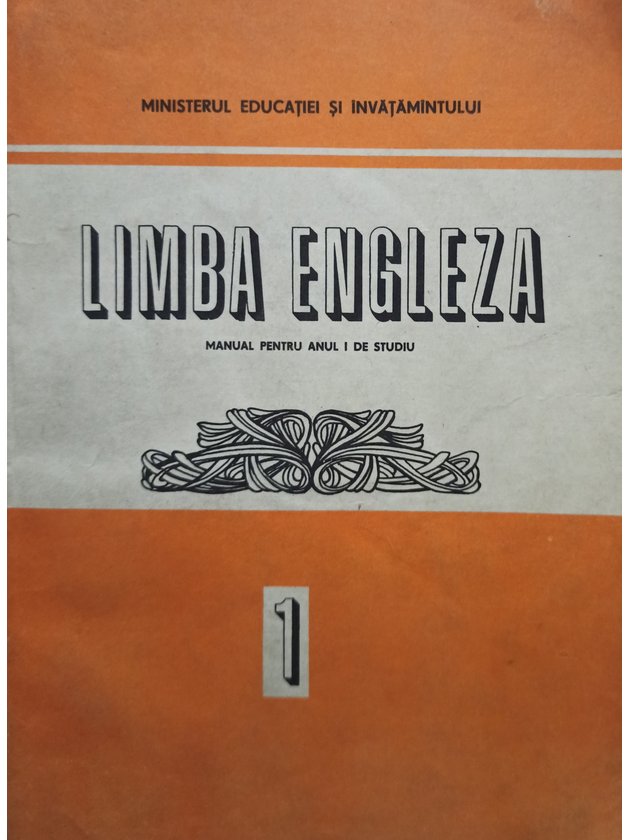 MINISTERUL EDUCAȚIEI ȘI ÎNVĂȚĂMÎNTULUI
LIMBA ENGLEZA
MANUAL PENTRU ANUL I DE STUDIU
1